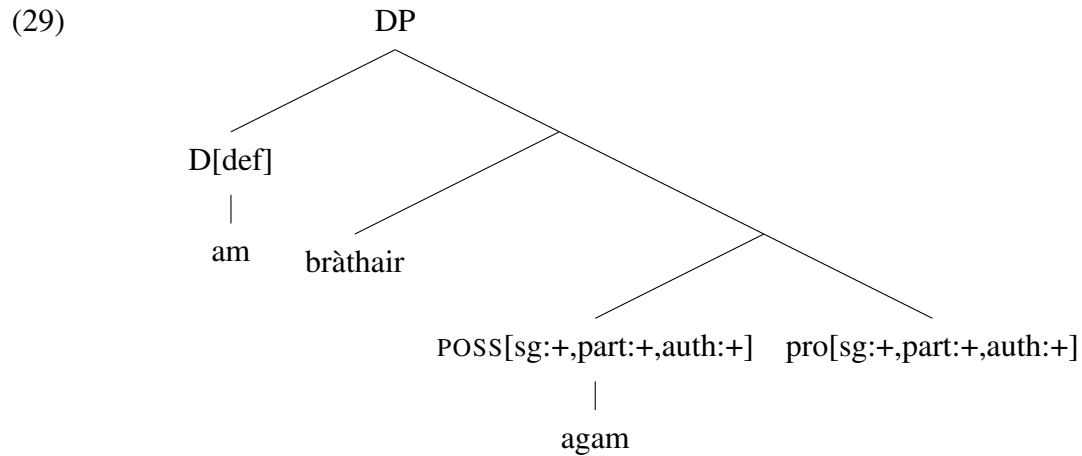 (29) DP
D[def]
am bràthair
POSS[sg:+,part:+,auth:+] pro[sg:+,part:+,auth:+]
agam